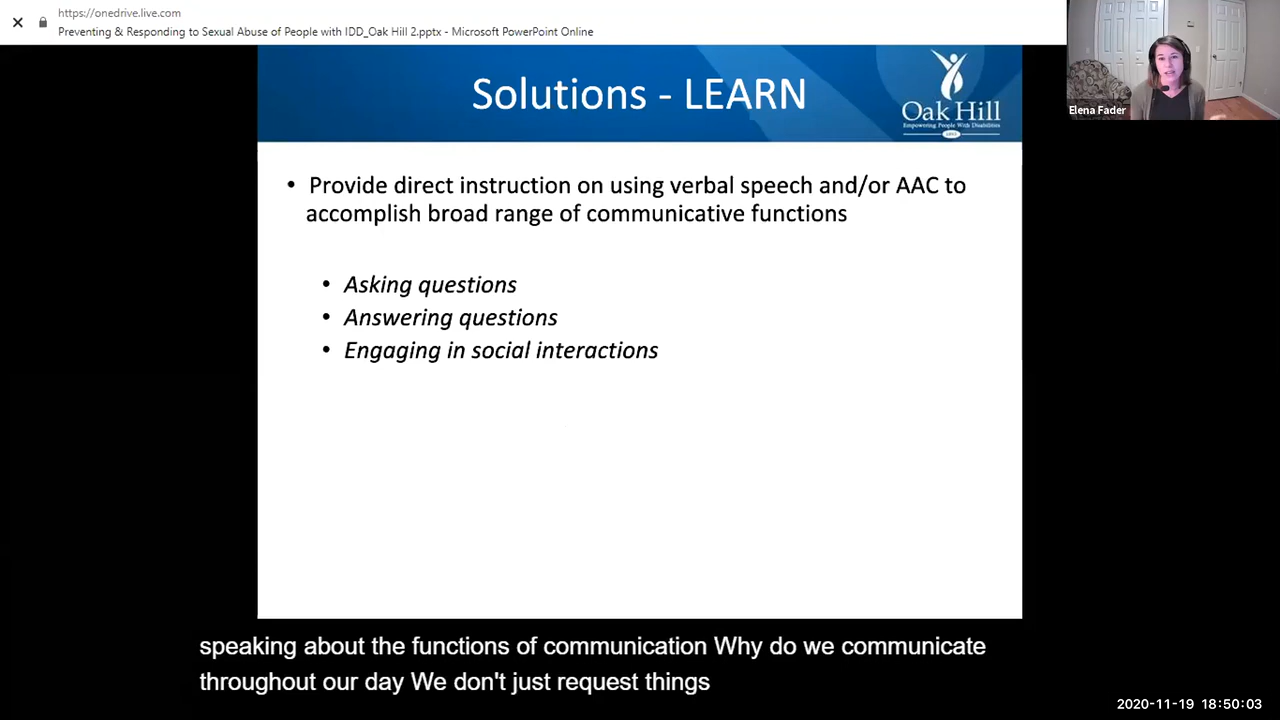 https://onedrive.live.com
Preventing & Responding to Sexual Abuse of People with IDD_Oak Hill 2.pptx - Microsoft PowerPoint Online
Elena Fader
Solutions - LEARN
Oak Hill
Empowering People With Disabilities
• Provide direct instruction on using verbal speech and/or AAC to
accomplish broad range of communicative functions
• Asking questions
• Answering questions
• Engaging in social interactions
speaking about the functions of communication Why do we communicate
throughout our day We don't just request things
2020-11-19 18:50:03